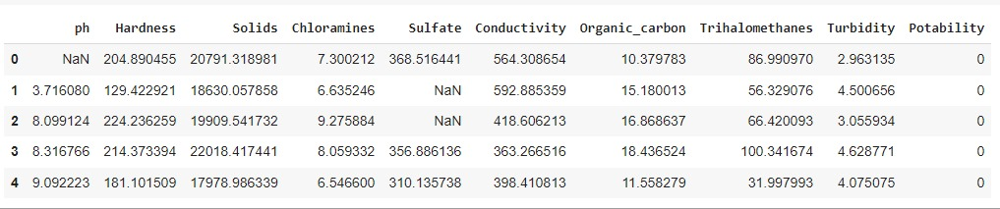 ph Hardness Solids Chloramines Sulfate Conductivity Organic_carbon Trihalomethanes Turbidity Potability
0 NaN 204.890455 20791.318981 7.300212 368.516441 564.308654 10.379783 86.990970 2.963135 0
1 3.716080 129.422921 18630.057858 6.635246 NaN 592.885359 15.180013 56.329076 4.500656 0
2 8.099124 224.236259 19909.541732 9.275884 NaN 418.606213 16.868637 66.420093 3.055934 0
3 8.316766 214.373394 22018.417441 8.059332 356.886136 363.266516 18.436524 100.341674 4.628771 0
4 9.092223 181.101509 17978.986339 6.546600 310.135738 398.410813 11.558279 31.997993 4.075075 0